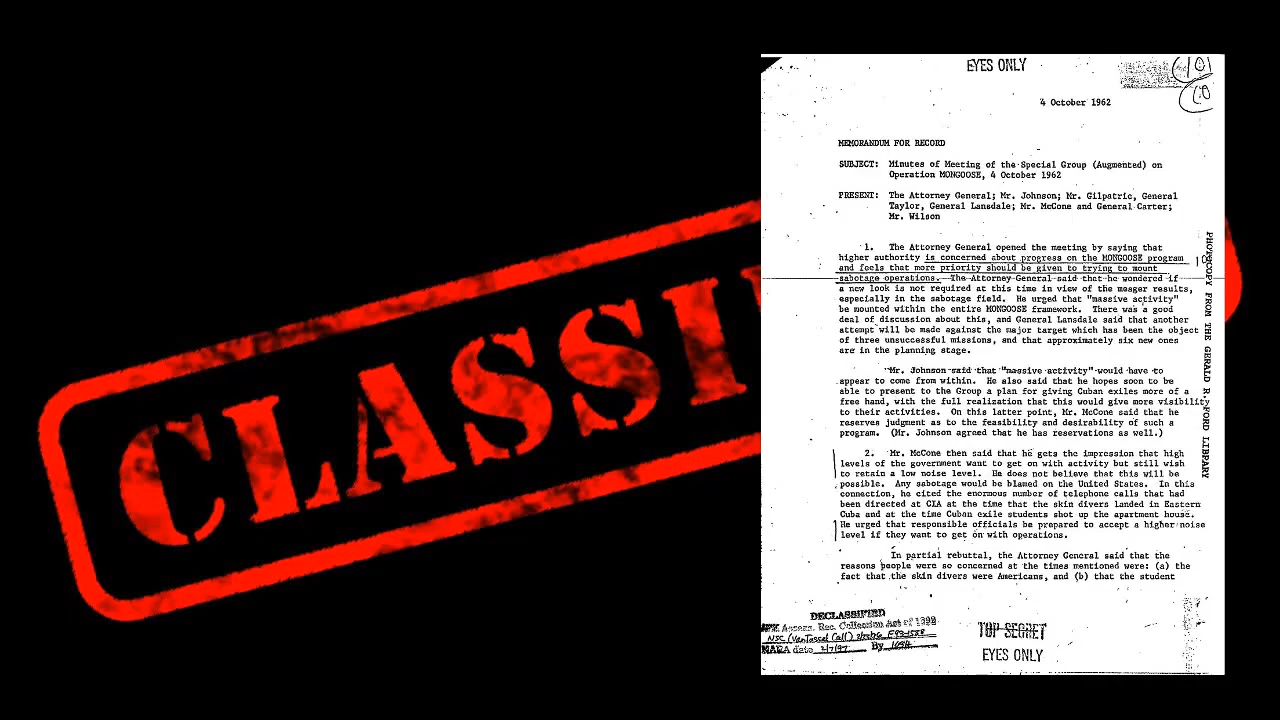 CLASSI
EYES ONLY
4 October 1962
MEMORANDUM FOR RECORD
SUBJECT: Minutes of Meeting of the Special Group (Augmented) on
Operation MONGOOSE, 4 October 1962
PRESENT: The Attorney General; Mr. Johnson; Mr. Gilpatric, General
Taylor, General Lansdale; Mr. McCone and General Carter;
Mr. Wilson
1. The Attorney General opened the meeting by saying that
higher authority is concerned about progress on the MONGOOSE program
and feels that more priority should be given to trying to mount
sabotage operations. The Attorney General said that he wondered if
a new look is not required at this time in view of the meager results,
especially in the sabotage field. He urged that "massive activity"
be mounted within the entire MONGOOSE framework. There was a good
deal of discussion about this, and General Lansdale said that another
attempt will be made against the major target which has been the object
of three unsuccessful missions, and that approximately six new ones
are in the planning stage.
Mr. Johnson said that "massive activity" would have to
appear to come from within. He also said that he hopes soon to be
able to present to the Group a plan for giving Cuban exiles more of a
free hand, with the full realization that this would give more visibility
to their activities. On this latter point, Mr. McCone said that he
reserves judgment as to the feasibility and desirability of such a
program. (Mr. Johnson agreed that he has reservations as well.)
2. Mr. McCone then said that he gets the impression that high
levels of the government want to get on with activity but still wish
to retain a low noise level. He does not believe that this will be
possible. Any sabotage would be blamed on the United States. In this
connection, he cited the enormous number of telephone calls that had
been directed at CIA at the time that the skin divers landed in Eastern
Cuba and at the time Cuban exile students shot up the apartment house.
He urged that responsible officials be prepared to accept a higher noise
level if they want to get on with operations.
In partial rebuttal, the Attorney General said that the
reasons people were so concerned at the times mentioned were: (a) the
fact that the skin divers were Americans, and (b) that the student
PHOTOCOPY FROM THE GERALD R. FORD LIBRARY
DECLASSIFIED
Assass. Rec. Collection Act of 1992
NARA date 2/7/97 By
TOP SECRET
EYES ONLY